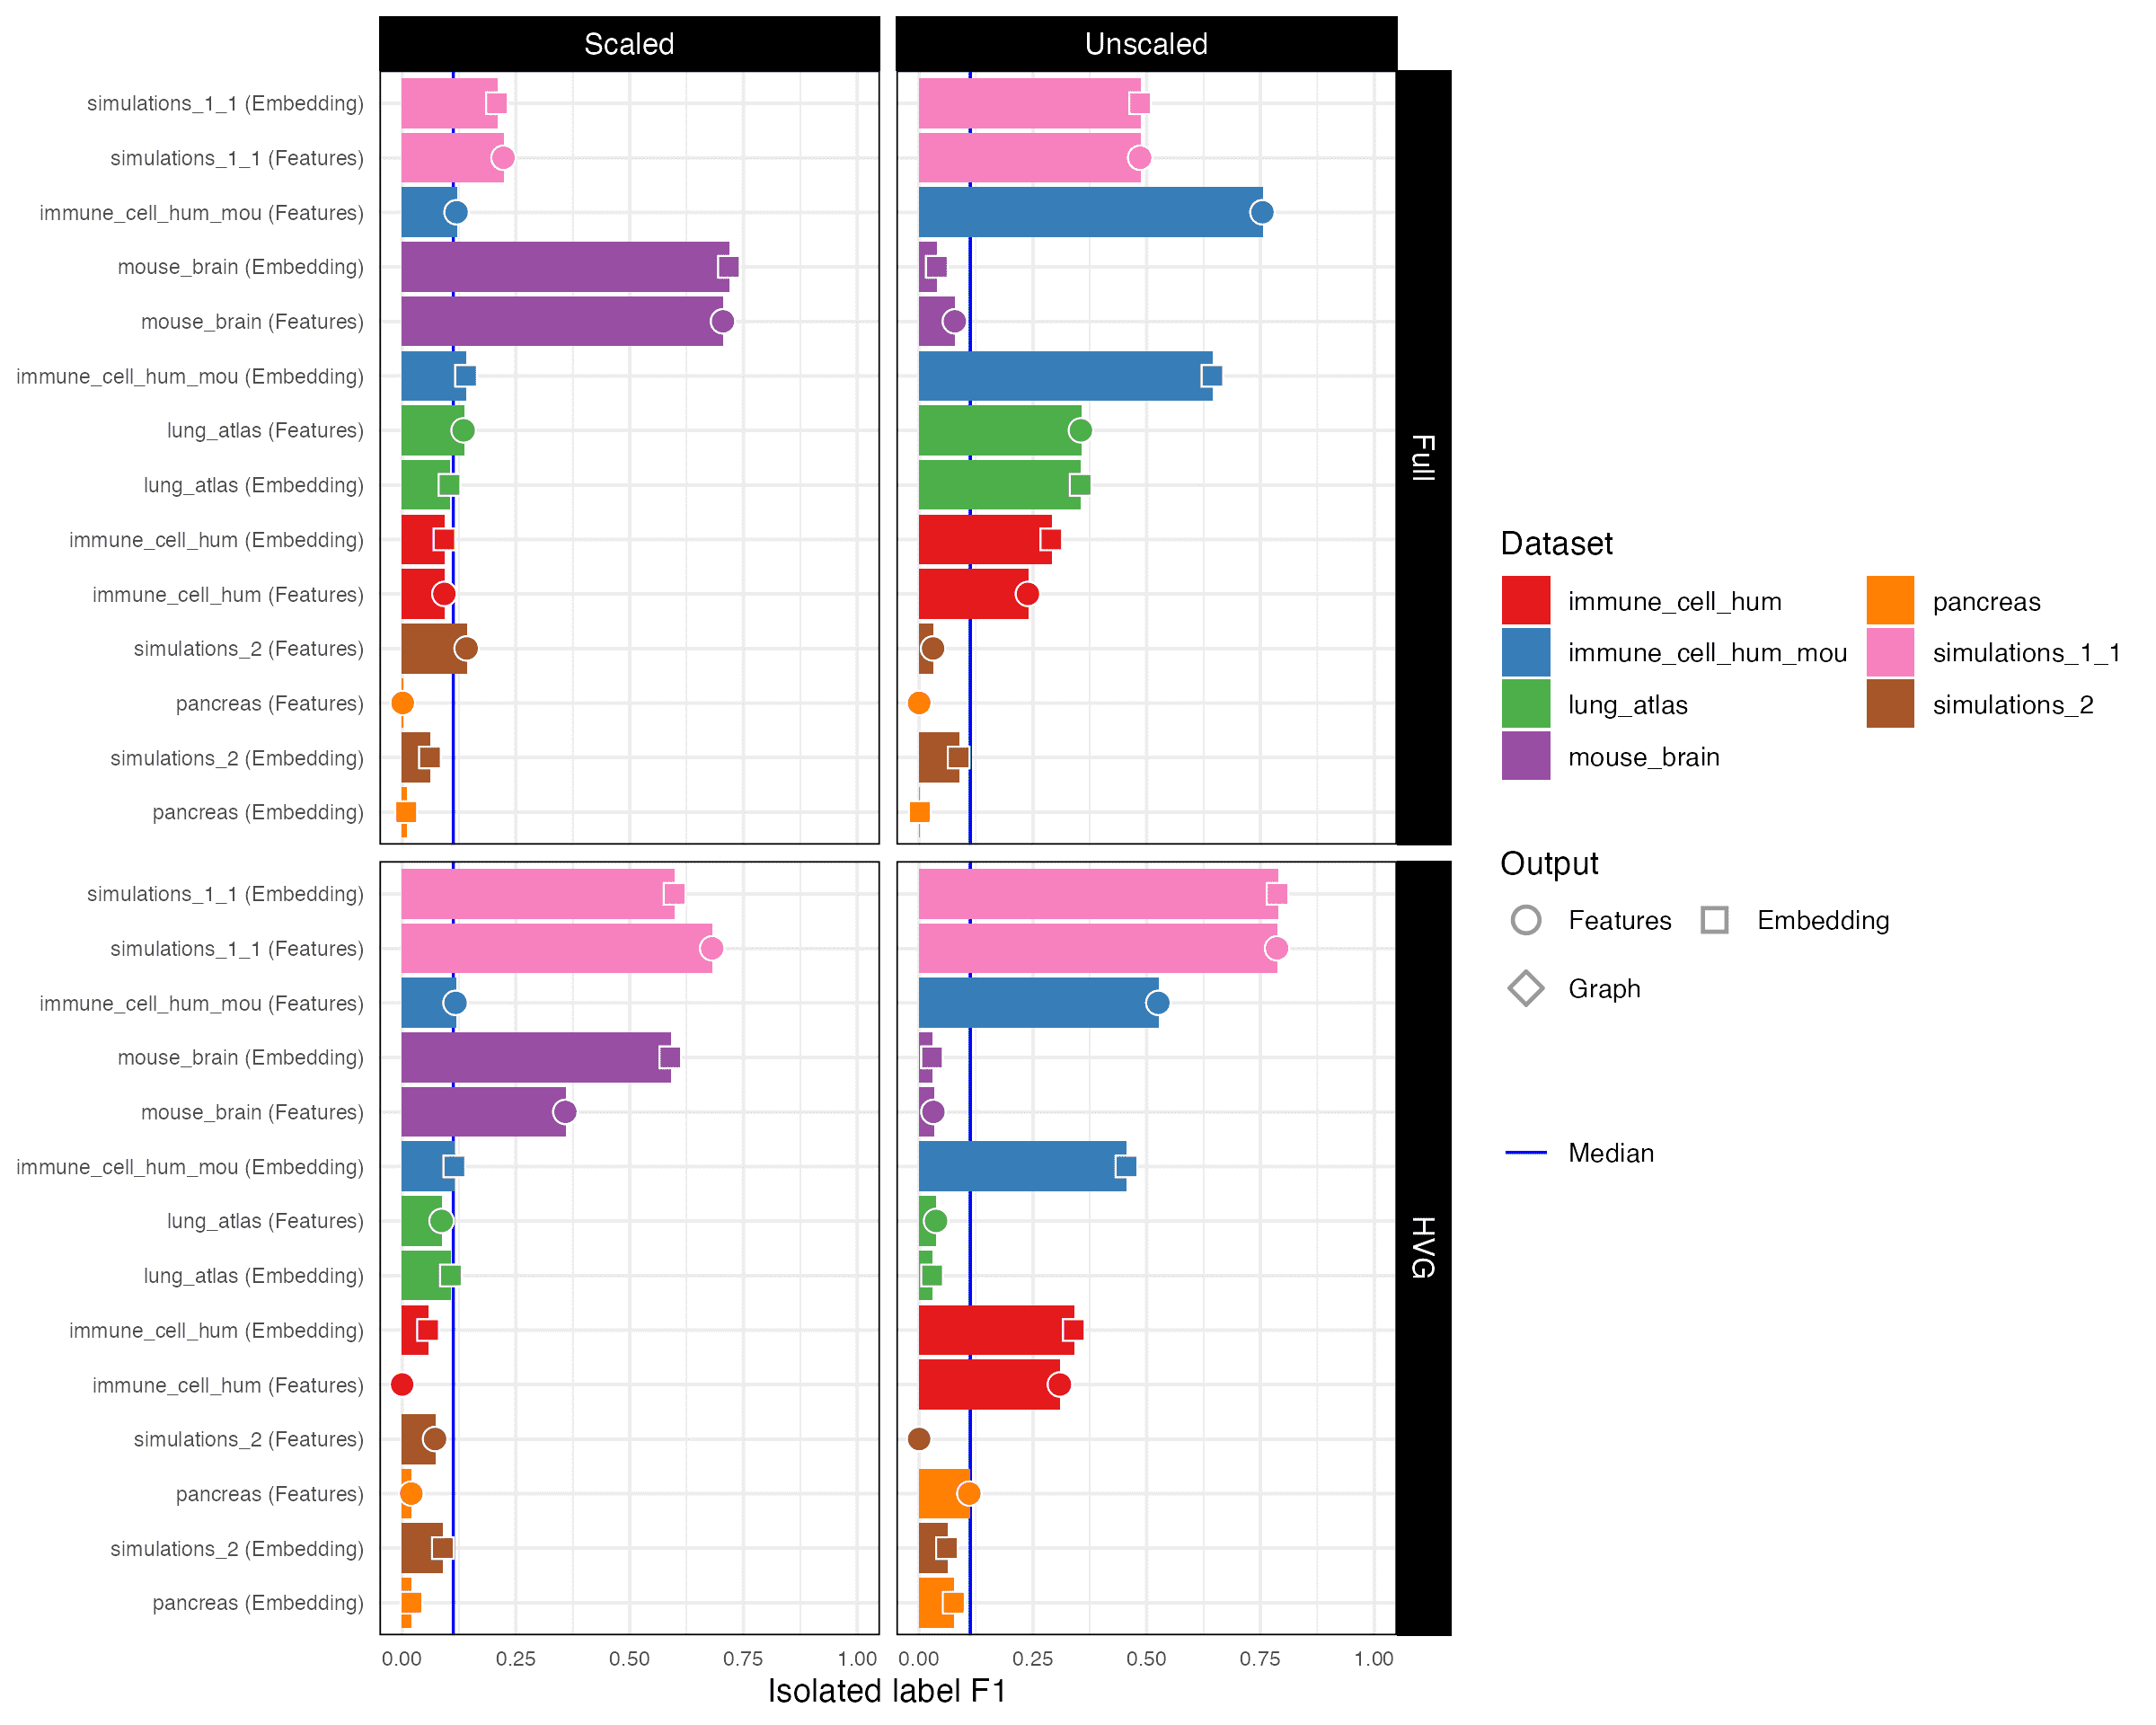 Scaled
Unscaled
simulations_1_1 (Embedding)
simulations_1_1 (Features)
immune_cell_hum_mou (Features)
mouse_brain (Embedding)
mouse_brain (Features)
immune_cell_hum_mou (Embedding)
lung_atlas (Features)
lung_atlas (Embedding)
immune_cell_hum (Embedding)
immune_cell_hum (Features)
simulations_2 (Features)
pancreas (Features)
simulations_2 (Embedding)
pancreas (Embedding)
Full
simulations_1_1 (Embedding)
simulations_1_1 (Features)
immune_cell_hum_mou (Features)
mouse_brain (Embedding)
mouse_brain (Features)
immune_cell_hum_mou (Embedding)
lung_atlas (Features)
lung_atlas (Embedding)
immune_cell_hum (Embedding)
immune_cell_hum (Features)
simulations_2 (Features)
pancreas (Features)
simulations_2 (Embedding)
pancreas (Embedding)
HVG
0.00 0.25 0.50 0.75 1.00
0.00 0.25 0.50 0.75 1.00
Isolated label F1
Dataset
immune_cell_hum
immune_cell_hum_mou
lung_atlas
mouse_brain
pancreas
simulations_1_1
simulations_2
Output
Features
Embedding
Graph
Median